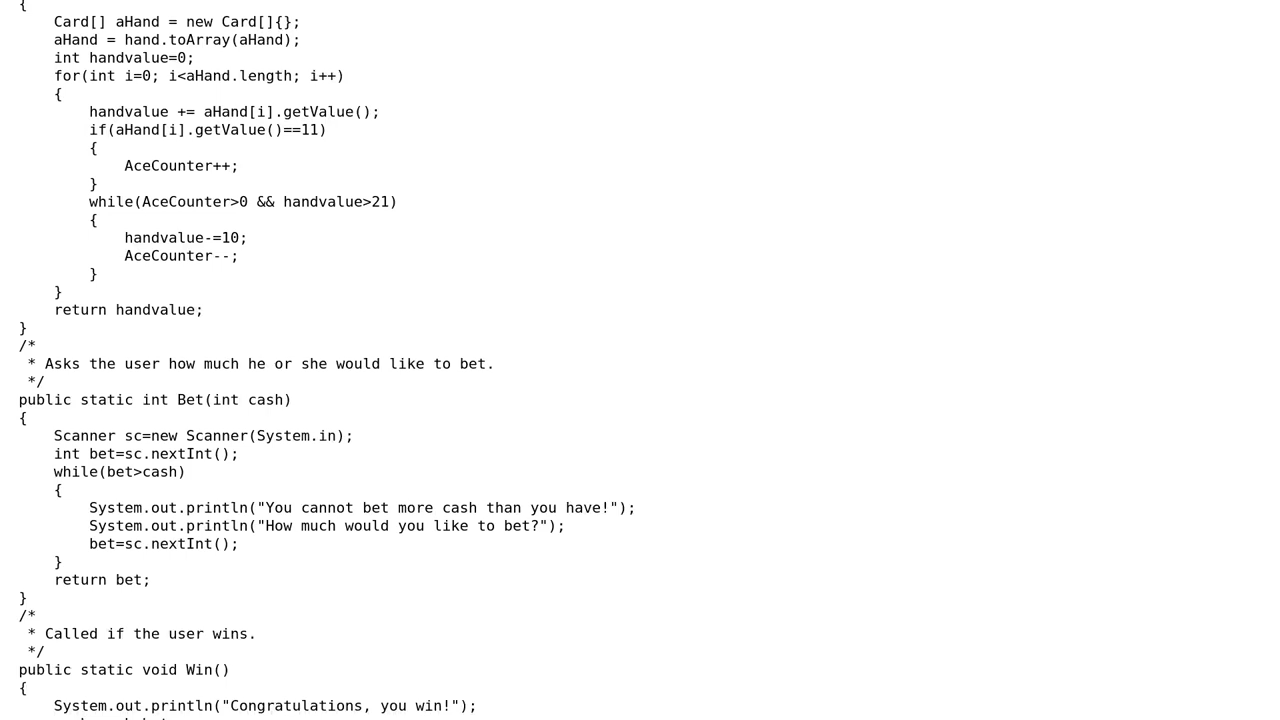 {
    Card[] aHand = new Card[]{};
    aHand = hand.toArray(aHand);
    int handvalue=0;
    for(int i=0; i<aHand.length; i++)
    {
        handvalue += aHand[i].getValue();
        if(aHand[i].getValue()==11)
        {
            AceCounter++;
        }
        while(AceCounter>0 && handvalue>21)
        {
            handvalue-=10;
            AceCounter--;
        }
    }
    return handvalue;
}
/*
 * Asks the user how much he or she would like to bet.
 */
public static int Bet(int cash)
{
    Scanner sc=new Scanner(System.in);
    int bet=sc.nextInt();
    while(bet>cash)
    {
        System.out.println("You cannot bet more cash than you have!");
        System.out.println("How much would you like to bet?");
        bet=sc.nextInt();
    }
    return bet;
}
/*
 * Called if the user wins.
 */
public static void Win()
{
    System.out.println("Congratulations, you win!");